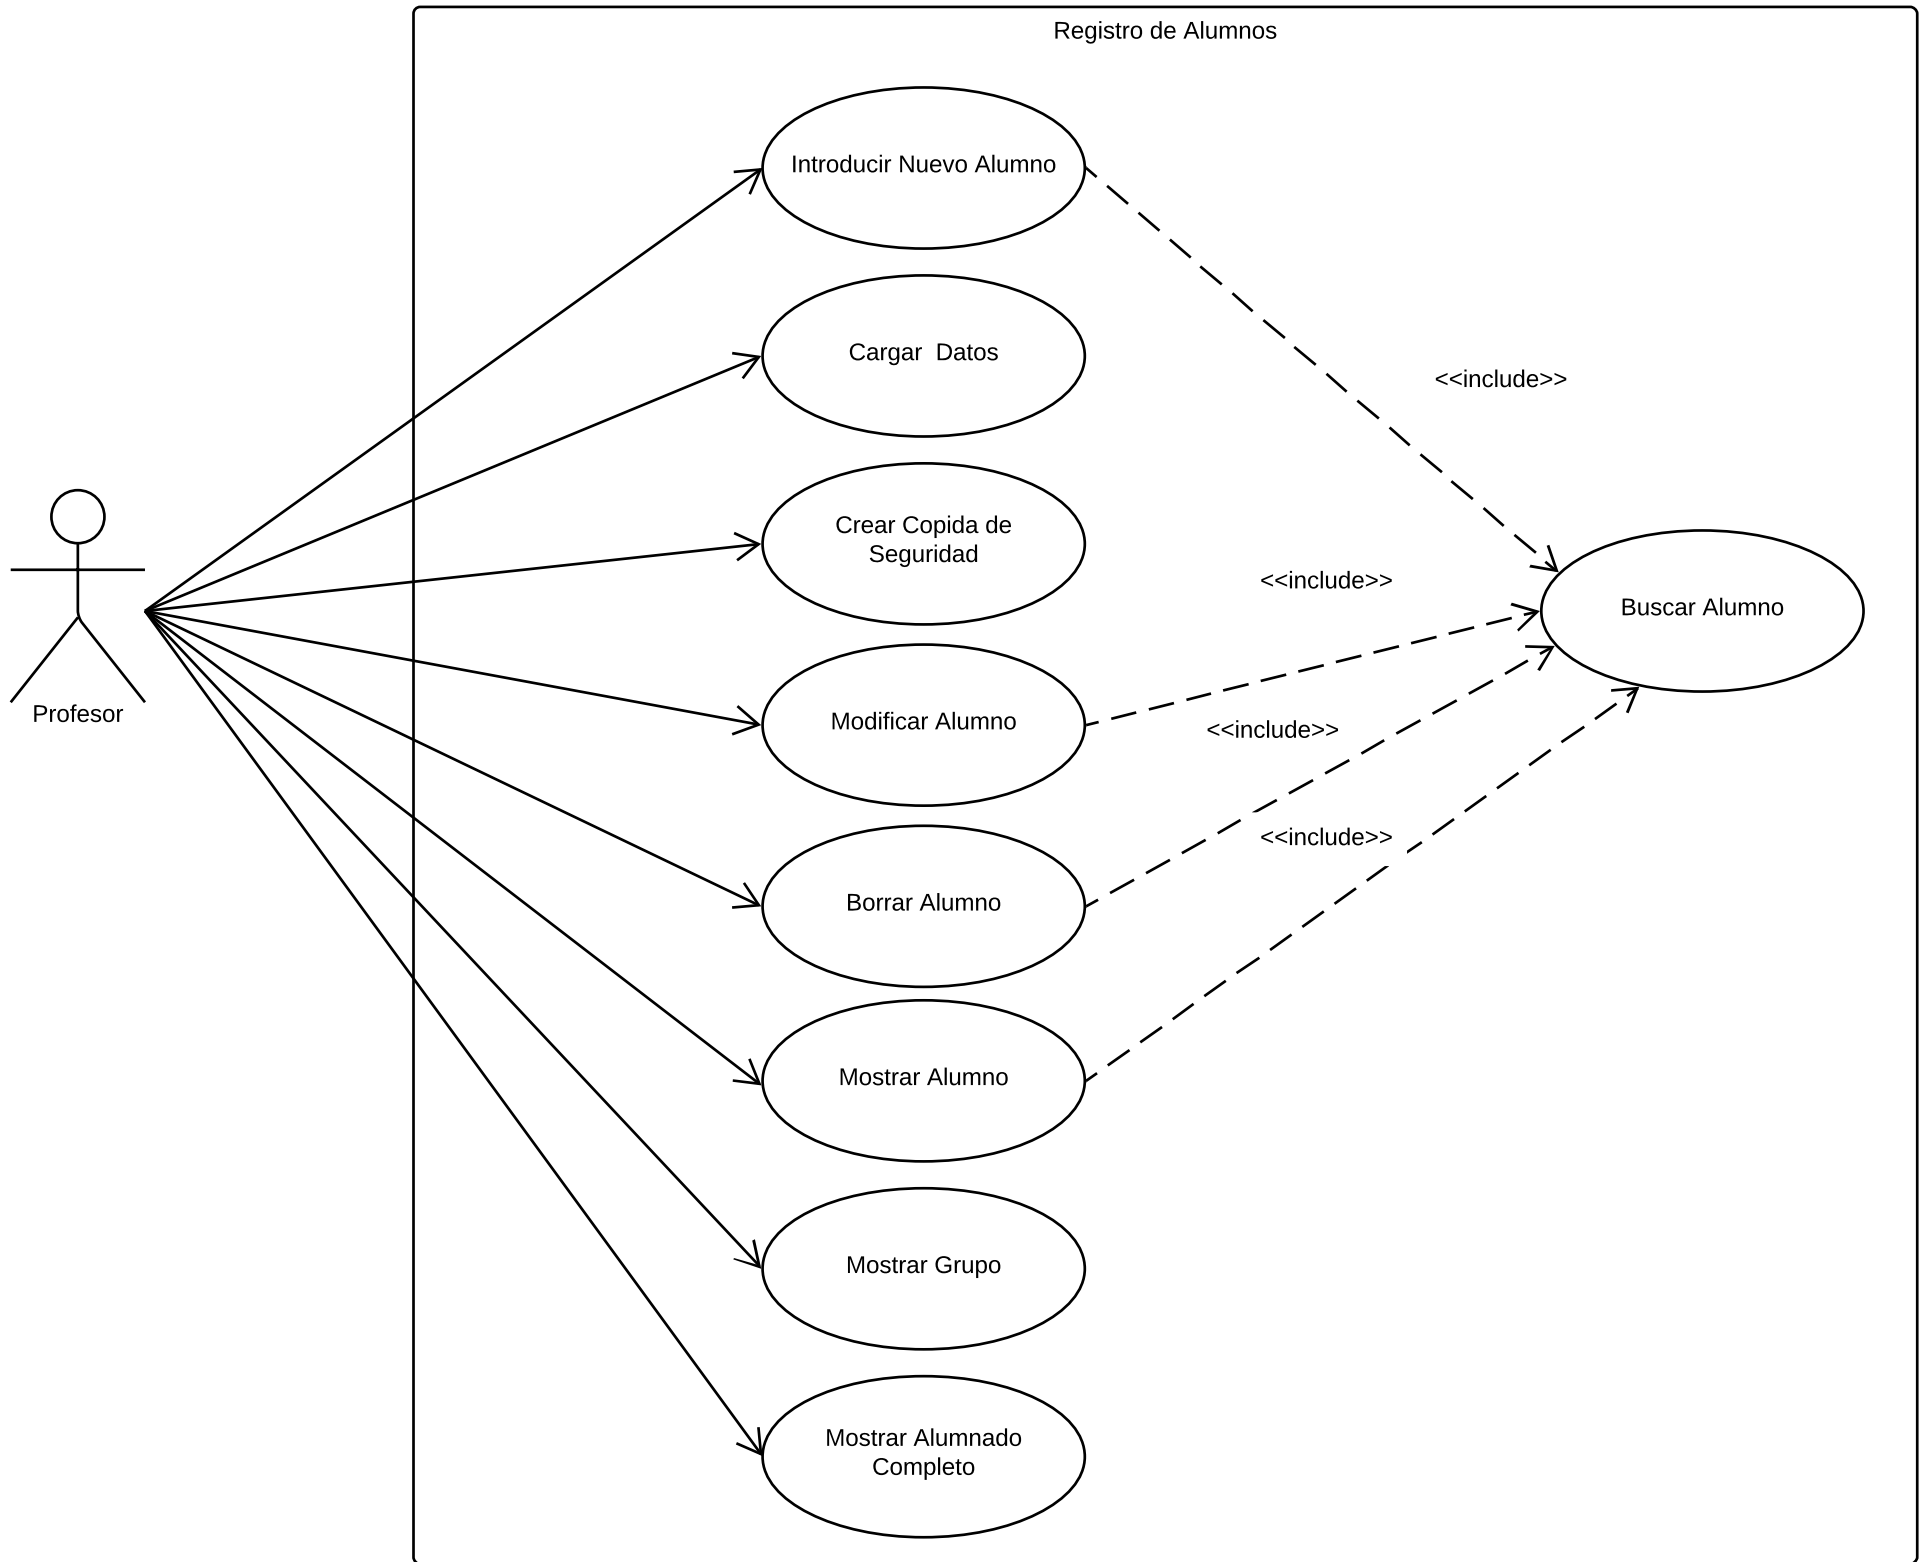 Registro de Alumnos
Introducir Nuevo Alumno
Cargar  Datos
<<include>>
Crear Copida de
Seguridad
<<include>>
Buscar Alumno
Profesor
Modificar Alumno
<<include>>
<<include>>
Borrar Alumno
Mostrar Alumno
Mostrar Grupo
Mostrar Alumnado
Completo